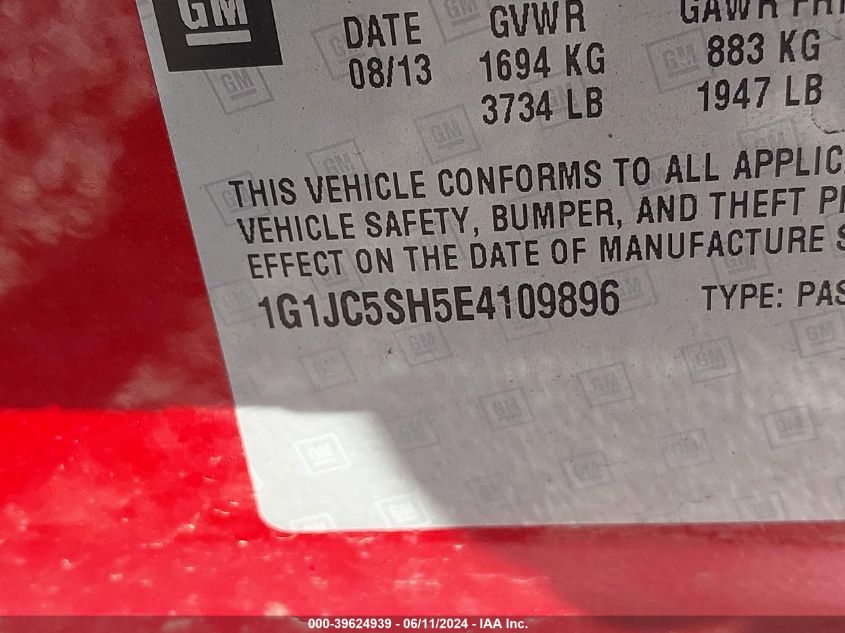 GM
DATE GVWR GAWR FR
08/13 1694 KG 883 KG
3734 LB 1947 LB
THIS VEHICLE CONFORMS TO ALL APPLIC
VEHICLE SAFETY, BUMPER, AND THEFT P
EFFECT ON THE DATE OF MANUFACTURE S
1G1JC5SH5E4109896 TYPE: PAS
000-39624939 - 06/11/2024 - IAA Inc.